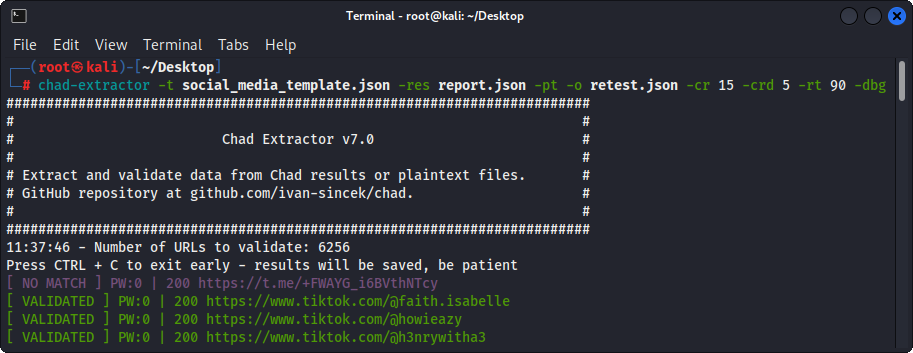 Terminal - root@kali: ~/Desktop
File Edit View Terminal Tabs Help
┌──(root㉿kali)-[~/Desktop]
└─# chad-extractor -t social_media_template.json -res report.json -pt -o retest.json -cr 15 -crd 5 -rt 90 -dbg
#########################################################################
#                                                                       #
#                          Chad Extractor v7.0                          #
#                                                                       #
# Extract and validate data from Chad results or plaintext files.       #
# GitHub repository at github.com/ivan-sincek/chad.                     #
#                                                                       #
#########################################################################
11:37:46 - Number of URLs to validate: 6256
Press CTRL + C to exit early - results will be saved, be patient
[ NO MATCH ] PW:0 | 200 https://t.me/+FWAYG_i6BVthNTcy
[ VALIDATED ] PW:0 | 200 https://www.tiktok.com/@faith.isabelle
[ VALIDATED ] PW:0 | 200 https://www.tiktok.com/@howieazy
[ VALIDATED ] PW:0 | 200 https://www.tiktok.com/@h3nrywitha3